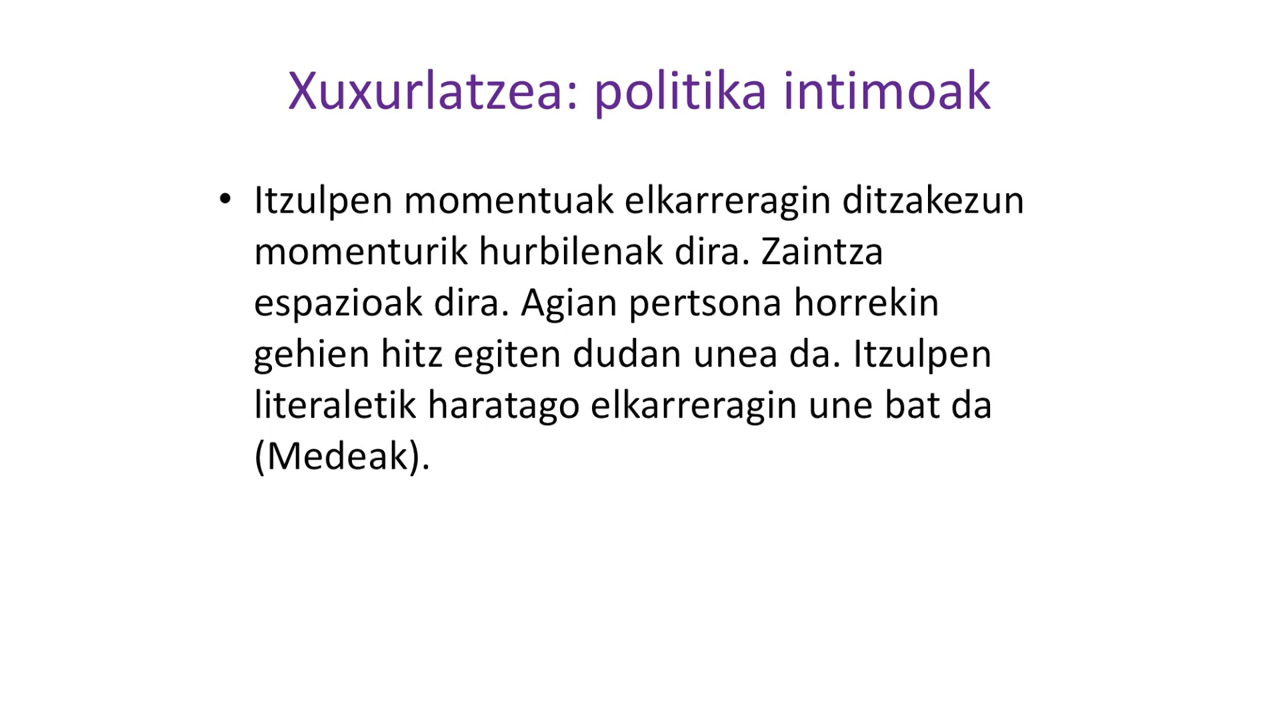 Xuxurlatzea: politika intimoak
• Itzulpen momentuak elkarreragin ditzakezun
momenturik hurbilenak dira. Zaintza
espazioak dira. Agian pertsona horrekin
gehien hitz egiten dudan unea da. Itzulpen
literaletik haratago elkarreragin une bat da
(Medeak).